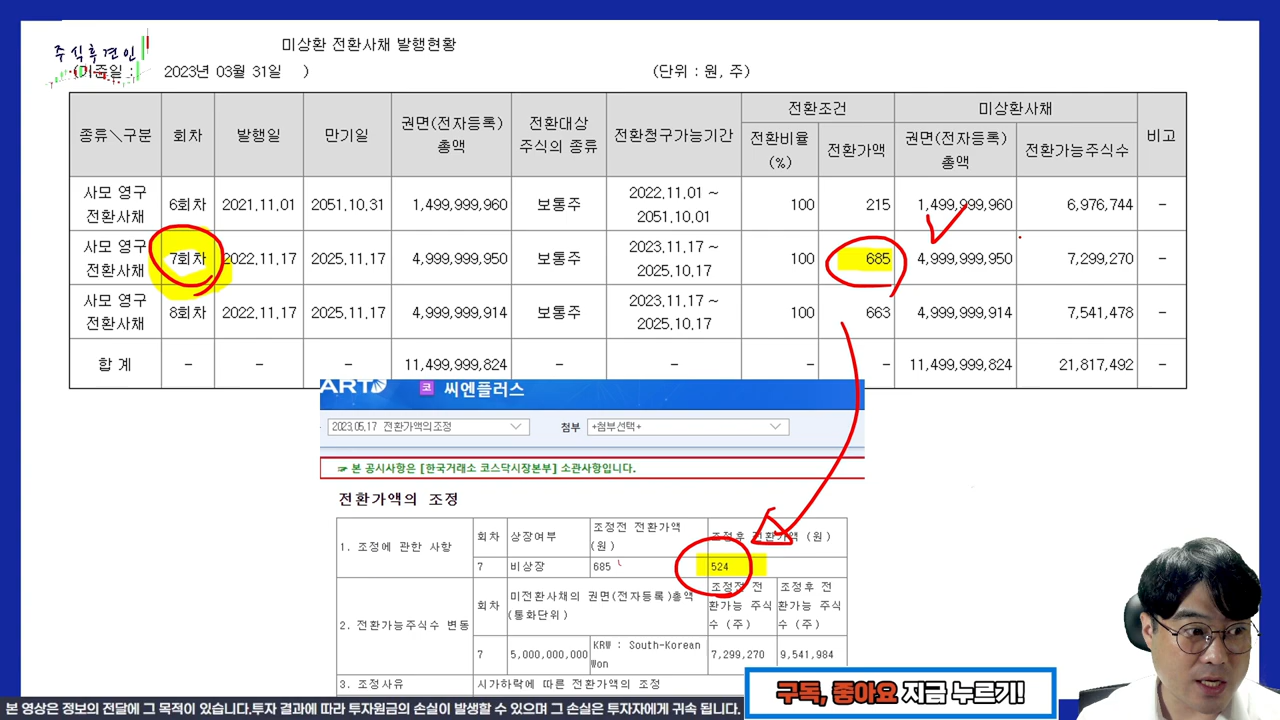 주식후견인
미상환 전환사채 발행현황
(기준일 : 2023년 03월 31일 ) (단위 : 원, 주)
종류＼구분 회차 발행일 만기일 권면(전자등록) 총액 전환대상 주식의 종류 전환청구가능기간 전환조건 미상환사채 비고
전환비율 (%) 전환가액 권면(전자등록) 총액 전환가능주식수
사모 영구 전환사채 6회차 2021.11.01 2051.10.31 1,499,999,960 보통주 2022.11.01 ~ 2051.10.01 100 215 1,499,999,960 6,976,744 -
사모 영구 전환사채 7회차 2022.11.17 2025.11.17 4,999,999,950 보통주 2023.11.17 ~ 2025.10.17 100 685 4,999,999,950 7,299,270 -
사모 영구 전환사채 8회차 2022.11.17 2025.11.17 4,999,999,914 보통주 2023.11.17 ~ 2025.10.17 100 663 4,999,999,914 7,541,478 -
합 계 - - - 11,499,999,824 - - - - 11,499,999,824 21,817,492 -
ART 코 씨엔플러스
2023.05.17 전환가액의조정 첨부 +첨부선택+
☞ 본 공시사항은 [한국거래소 코스닥시장본부] 소관사항입니다.
전환가액의 조정
1. 조정에 관한 사항 회차 상장여부 조정전 전환가액 (원) 조정후 전환가액 (원)
7 비상장 685 524
2. 전환가능주식수 변동 회차 미전환사채의 권면(전자등록)총액 (통화단위) 조정전 전환가능 주식수 (주) 조정후 전환가능 주식수 (주)
7 5,000,000,000 KRW : South-Korean Won 7,299,270 9,541,984
3. 조정사유 시가하락에 따른 전환가액의 조정
구독, 좋아요 지금 누르기!
본 영상은 정보의 전달에 그 목적이 있습니다.투자 결과에 따라 투자원금의 손실이 발생할 수 있으며 그 손실은 투자자에게 귀속 됩니다.